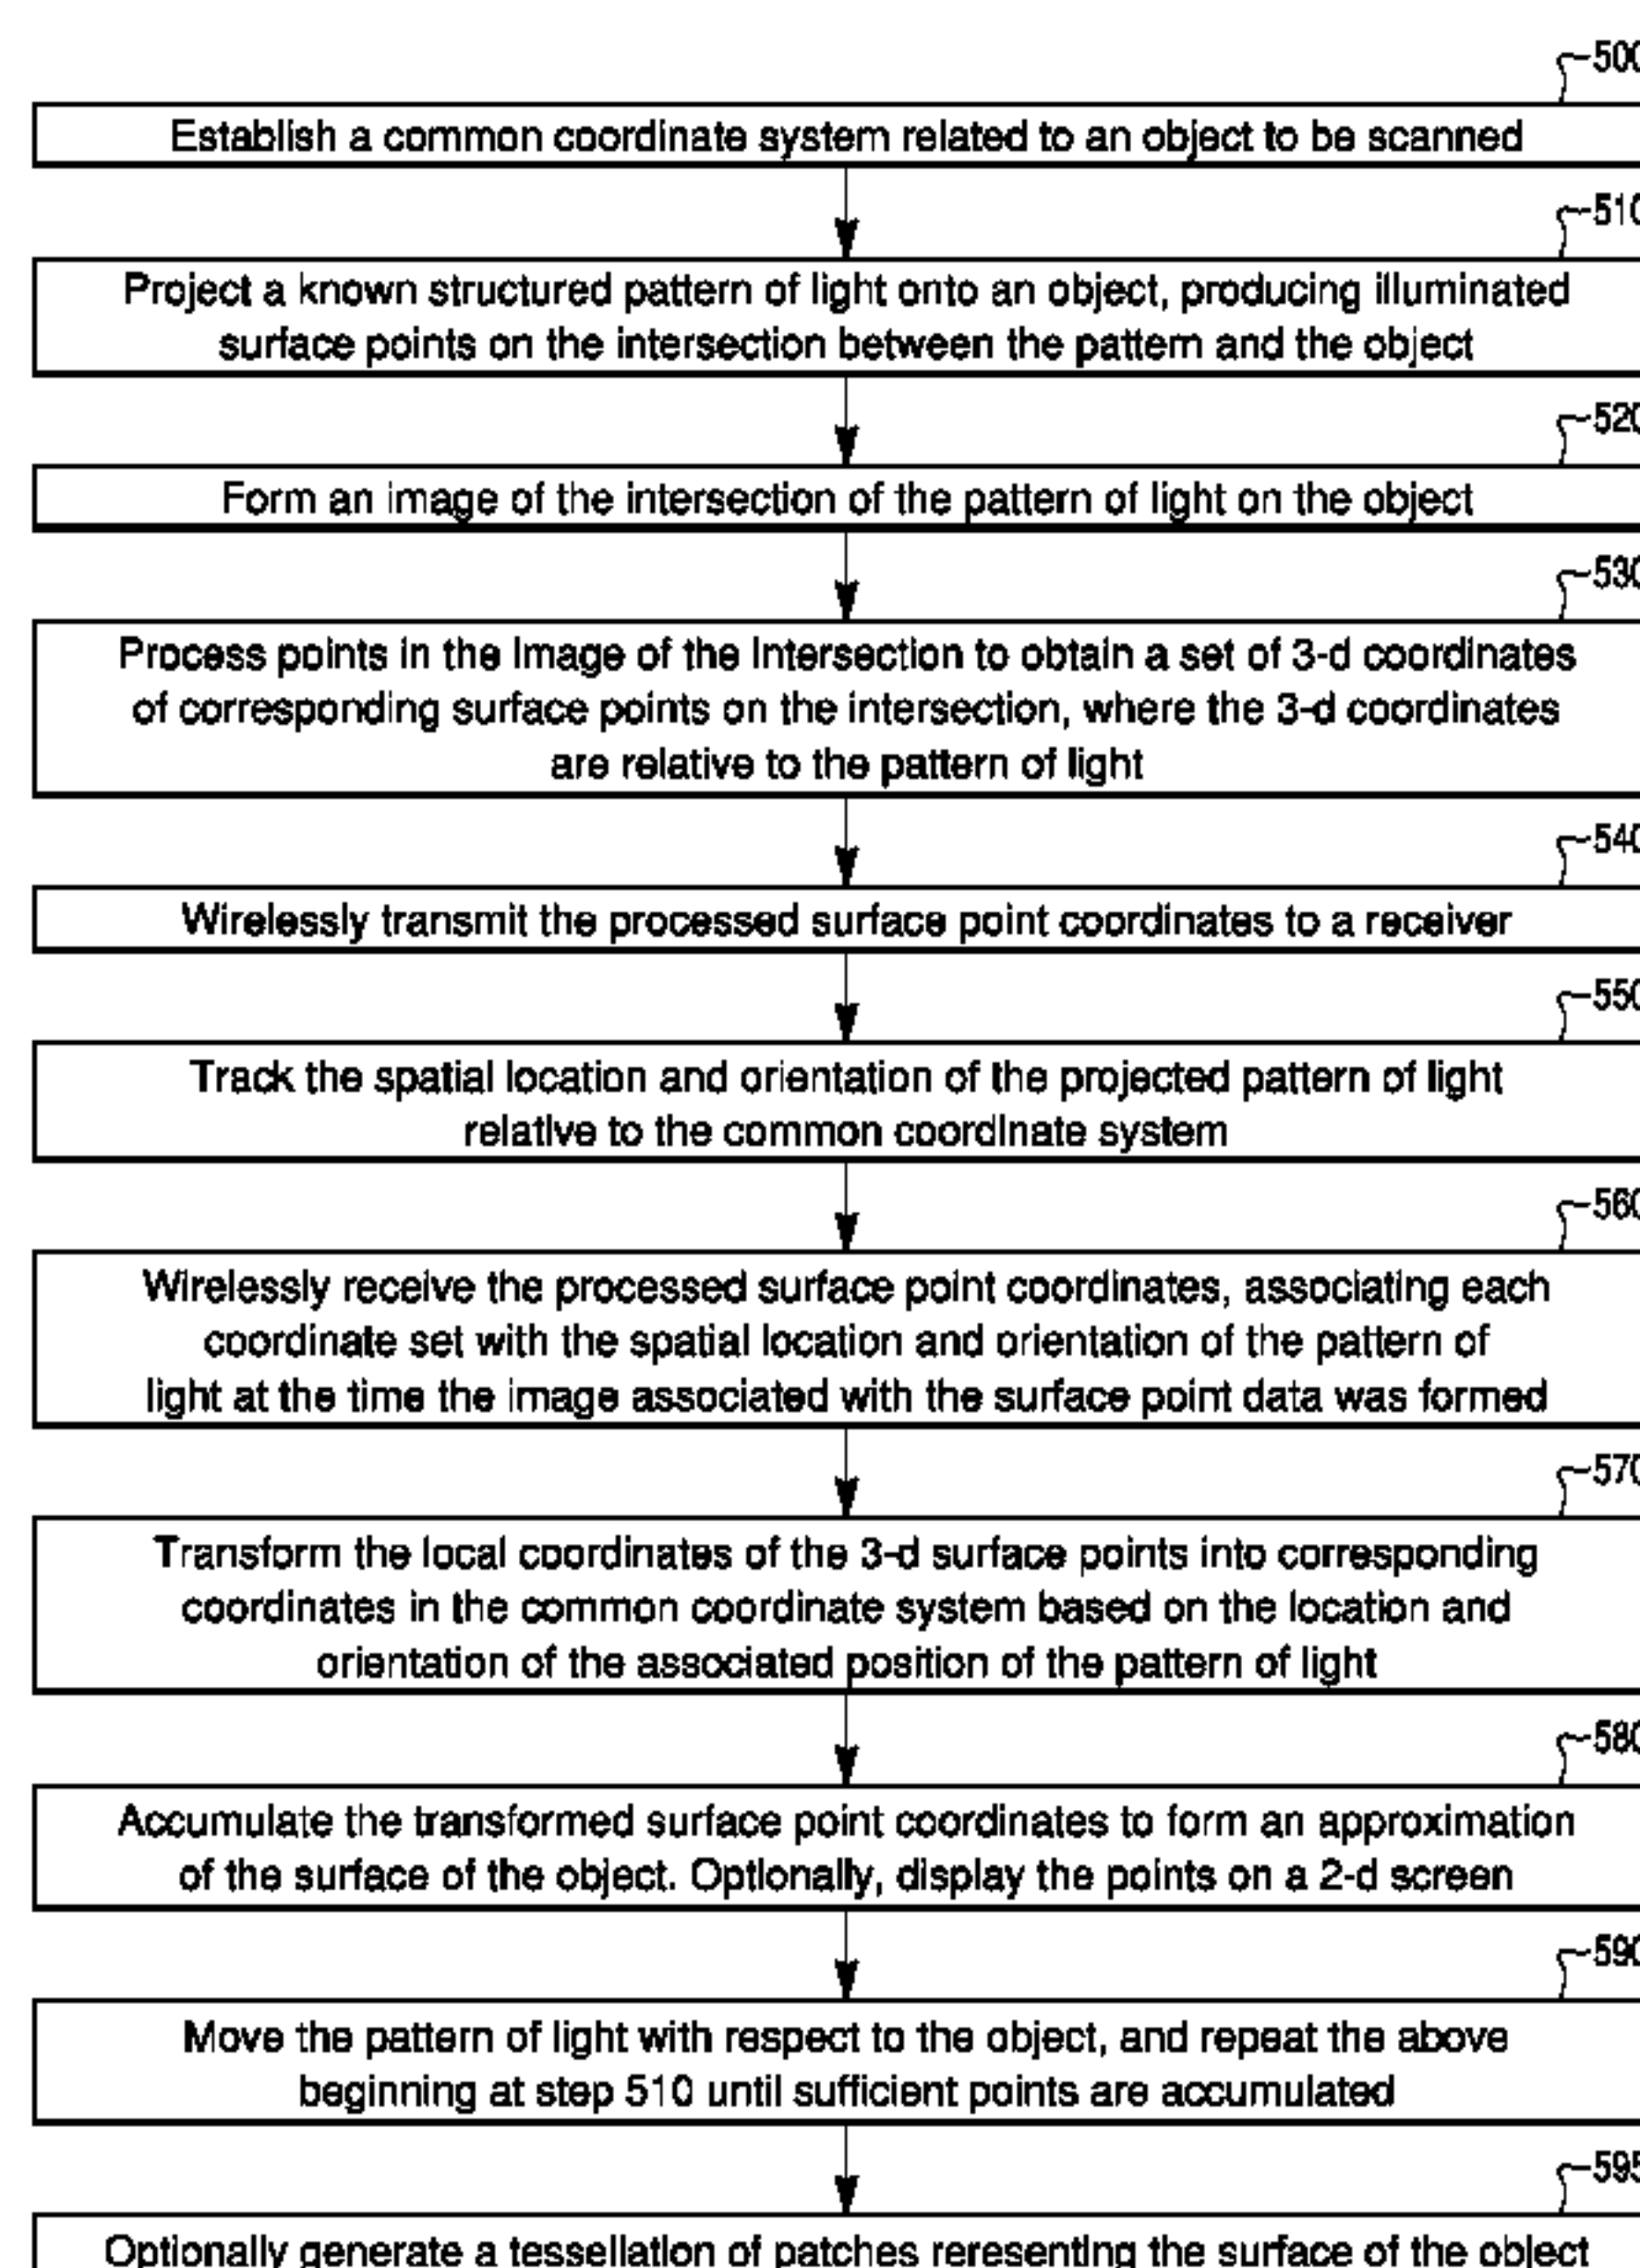 500
Establish a common coordinate system related to an object to be scanned
510
Project a known structured pattern of light onto an object, producing illuminated
surface points on the intersection between the pattern and the object
520
Form an image of the intersection of the pattern of light on the object
530
Process points in the image of the intersection to obtain a set of 3-d coordinates
of corresponding surface points on the intersection, where the 3-d coordinates
are relative to the pattern of light
540
Wirelessly transmit the processed surface point coordinates to a receiver
550
Track the spatial location and orientation of the projected pattern of light
relative to the common coordinate system
560
Wirelessly receive the processed surface point coordinates, associating each
coordinate set with the spatial location and orientation of the pattern of
light at the time the image associated with the surface point data was formed
570
Transform the local coordinates of the 3-d surface points into corresponding
coordinates in the common coordinate system based on the location and
orientation of the associated position of the pattern of light
580
Accumulate the transformed surface point coordinates to form an approximation
of the surface of the object. Optionally, display the points on a 2-d screen
590
Move the pattern of light with respect to the object, and repeat the above
beginning at step 510 until sufficient points are accumulated
595
Optionally generate a tessellation of patches reresenting the surface of the object